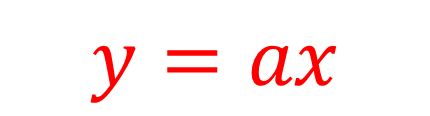 y = ax